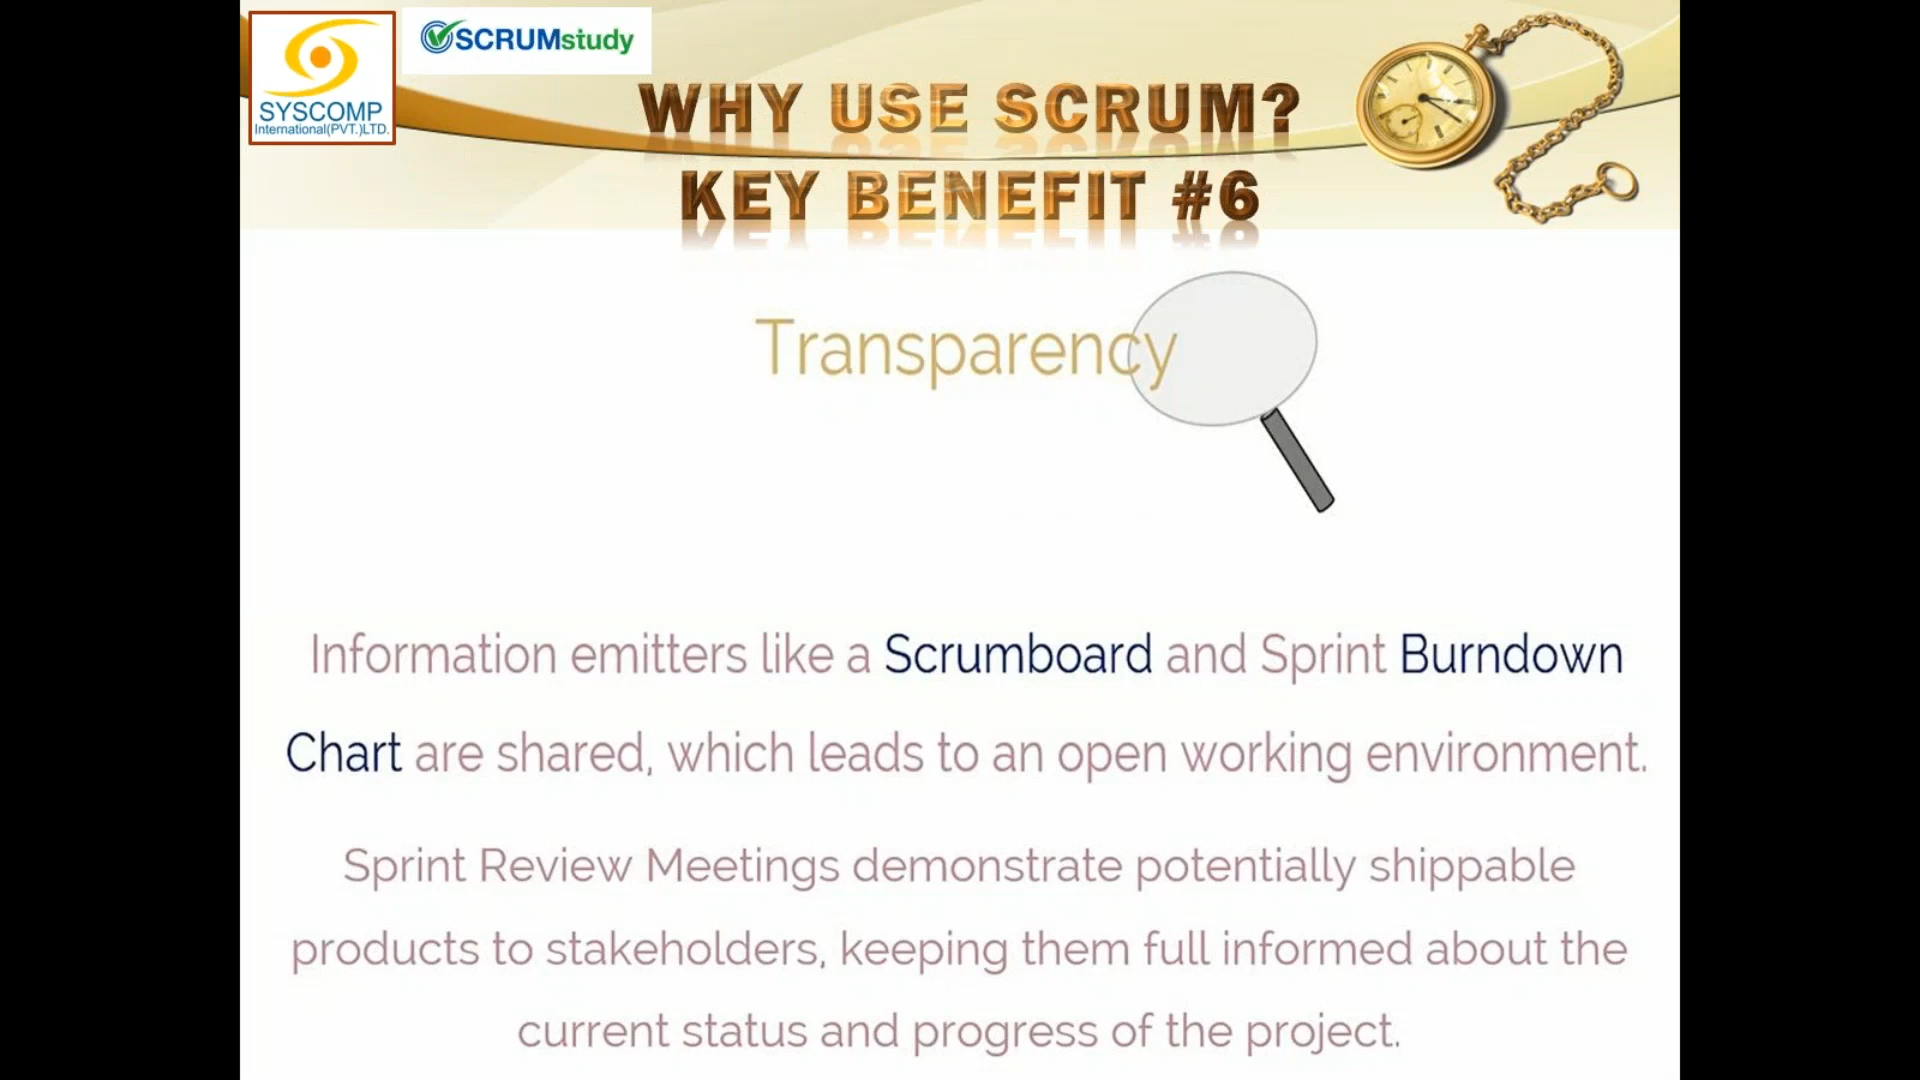 SYSCOMP
International(PVT.)LTD.
SCRUMstudy
WHY USE SCRUM?
KEY BENEFIT #6
Transparency
Information emitters like a Scrumboard and Sprint Burndown
Chart are shared, which leads to an open working environment.
Sprint Review Meetings demonstrate potentially shippable
products to stakeholders, keeping them full informed about the
current status and progress of the project.